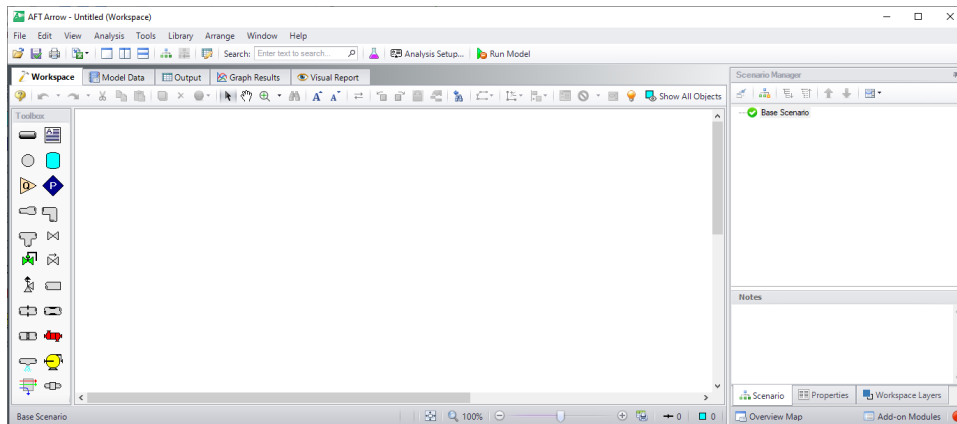 AFT Arrow - Untitled (Workspace)
File Edit View Analysis Tools Library Arrange Window Help
Search: Enter text to search... Analysis Setup... Run Model
Workspace Model Data Output Graph Results Visual Report
Scenario Manager
A A Show All Objects
Toolbox
Base Scenario
Q P
Notes
Scenario Properties Workspace Layers
Base Scenario 100% 0 0 Overview Map Add-on Modules